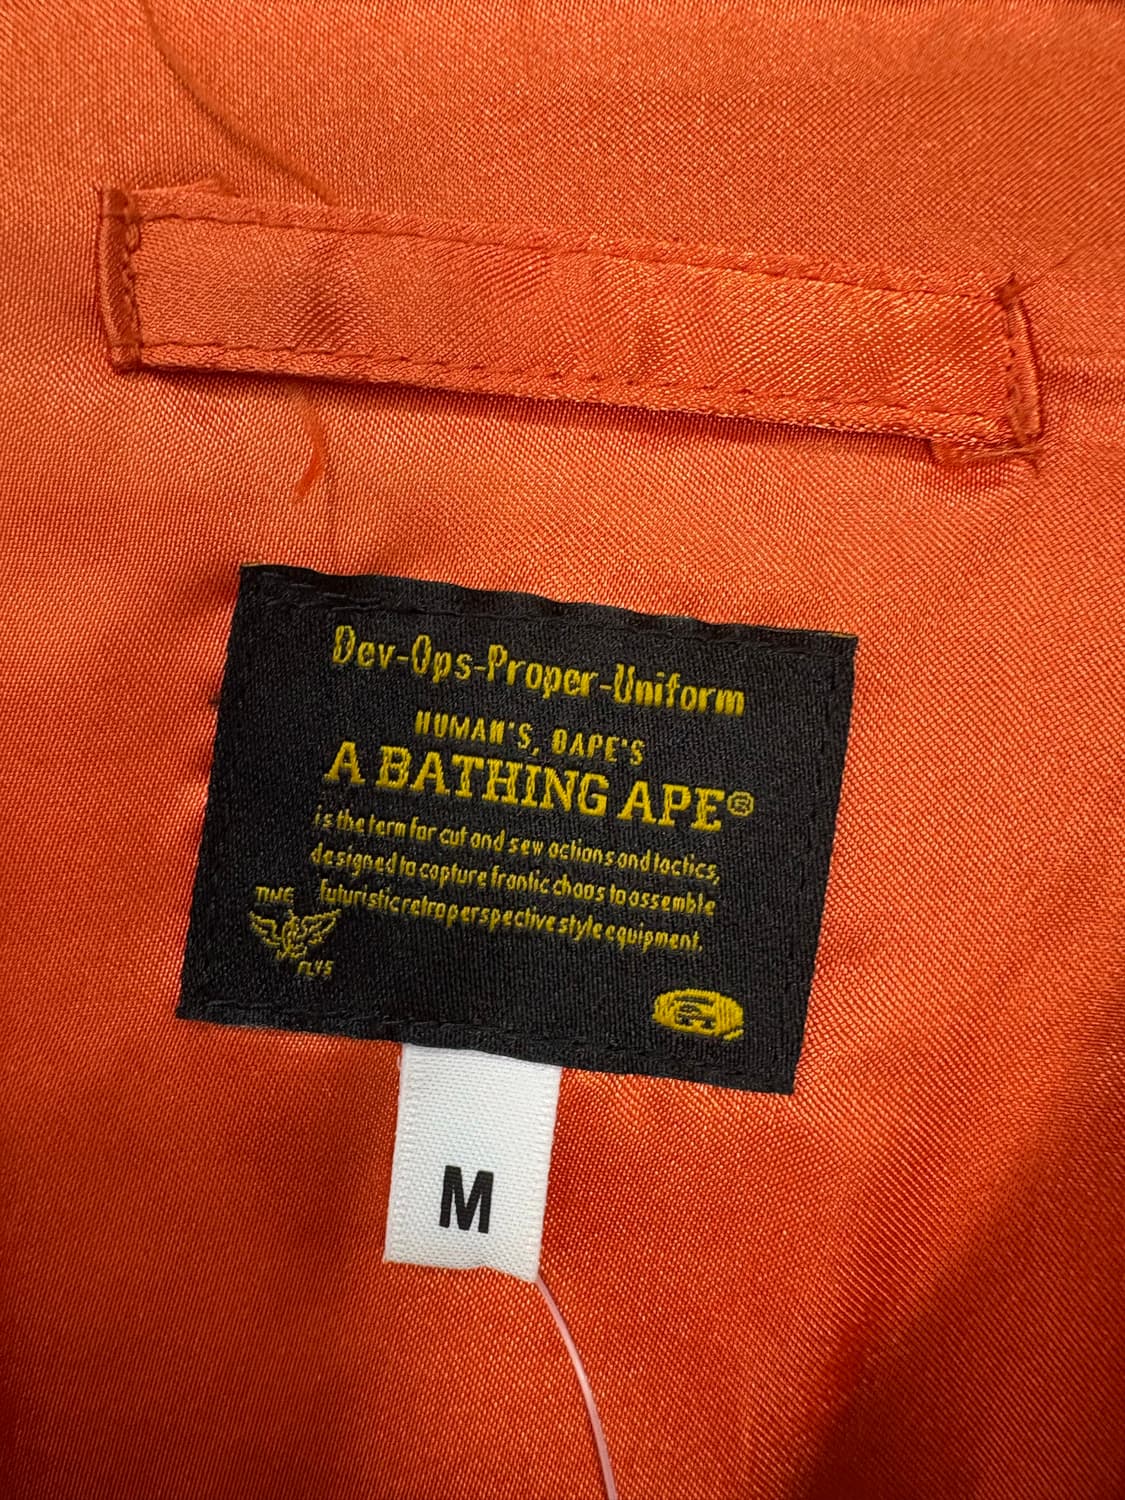 Dev-Ops-Proper-Uniform
HUMAN'S, BAPE'S
A BATHING APE®
is the term for cut and sew actions and tactics,
designed to capture frantic chaos to assemble
futuristic retro perspective style equipment.
TIME
FLYS
M